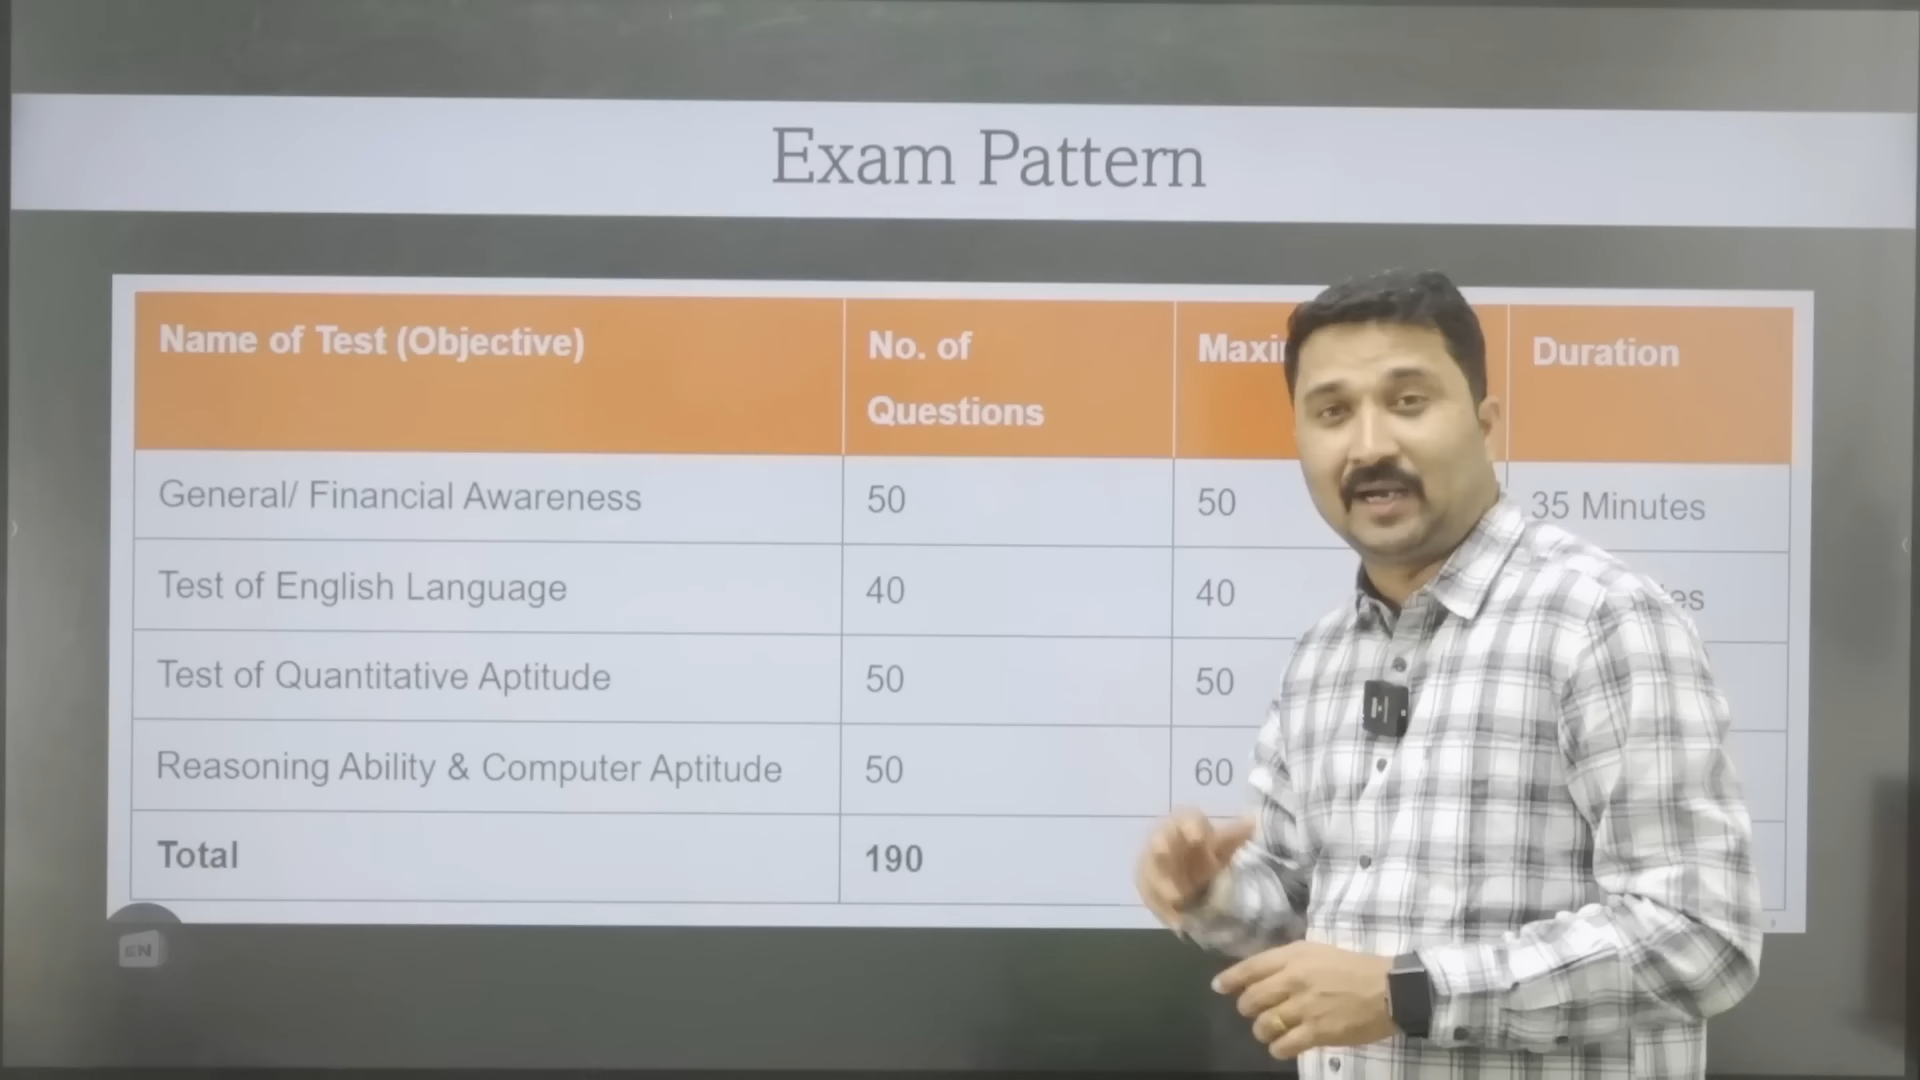 Exam Pattern
Name of Test (Objective) No. of Questions Duration
General/ Financial Awareness 50 50 35 Minutes
Test of English Language 40 40
Test of Quantitative Aptitude 50 50
Reasoning Ability & Computer Aptitude 50 60
Total 190
EN